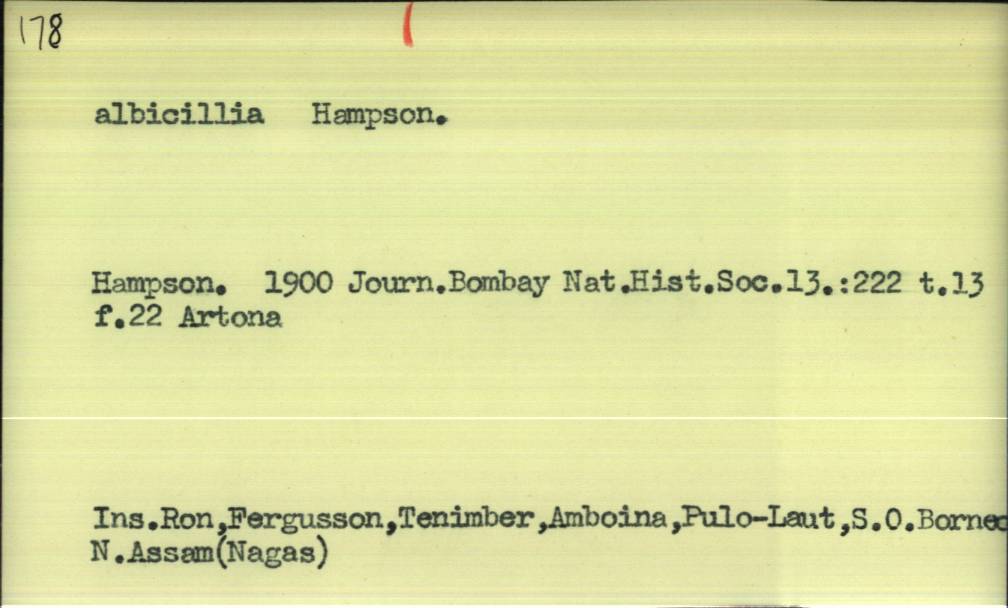 178
albicillia Hampson.
Hampson. 1900 Journ.Bombay Nat.Hist.Soc.13.:222 t.13
f.22 Artona
Ins.Ron,Fergusson,Tenimber,Amboina,Pulo-Laut,S.O.Borneo
N.Assam(Nagas)